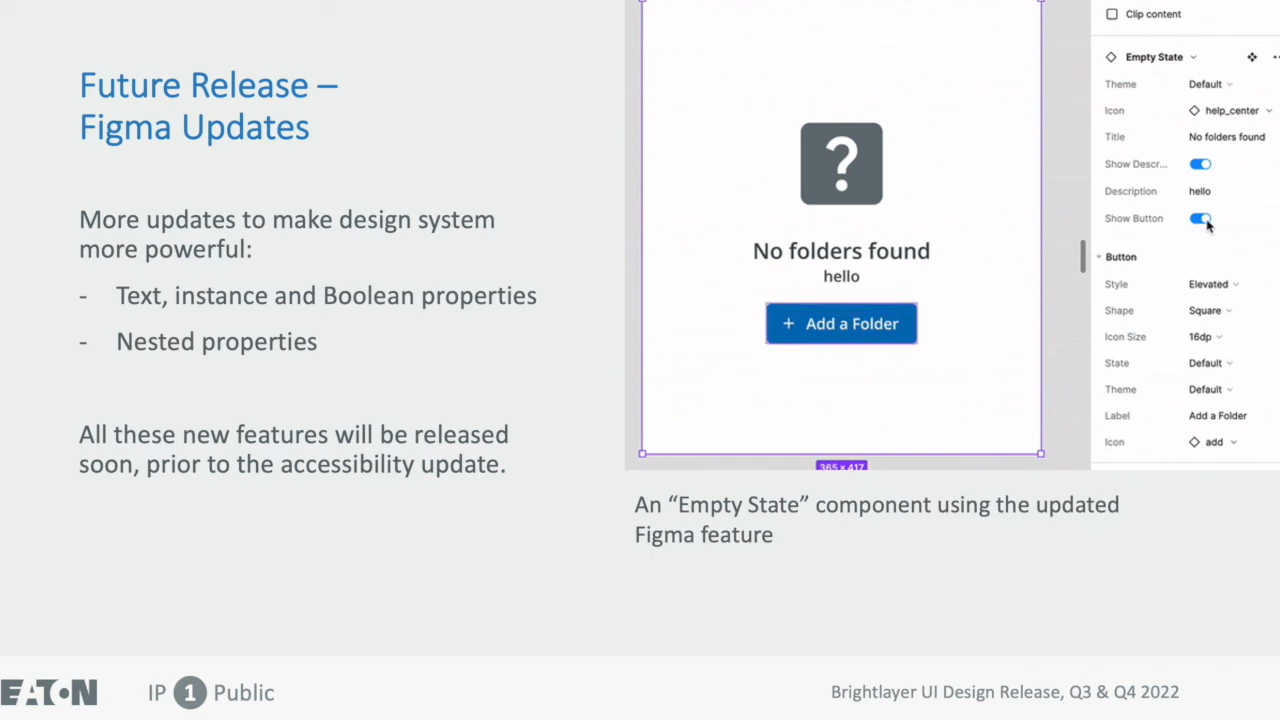 Future Release –
Figma Updates
More updates to make design system
more powerful:
- Text, instance and Boolean properties
- Nested properties
All these new features will be released
soon, prior to the accessibility update.
?
No folders found
hello
+ Add a Folder
365 × 417
Clip content
Empty State
Theme Default
Icon help_center
Title No folders found
Show Descr...
Description hello
Show Button
Button
Style Elevated
Shape Square
Icon Size 16dp
State Default
Theme Default
Label Add a Folder
Icon add
An “Empty State” component using the updated
Figma feature
EATON IP 1 Public
Brightlayer UI Design Release, Q3 & Q4 2022